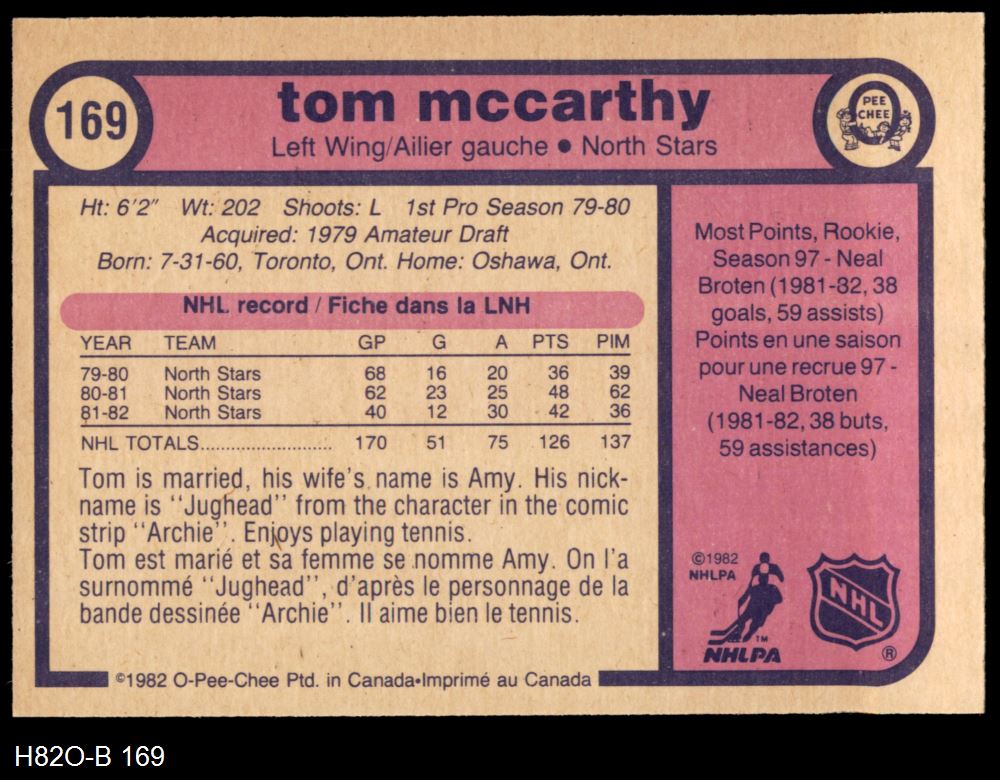 169
tom mccarthy
PEE
CHEE
Left Wing/Ailier gauche • North Stars
Ht: 6'2" Wt: 202 Shoots: L 1st Pro Season 79-80
Acquired: 1979 Amateur Draft
Born: 7-31-60, Toronto, Ont. Home: Oshawa, Ont.
NHL record / Fiche dans la LNH
YEAR TEAM GP G A PTS PIM
79-80 North Stars 68 16 20 36 39
80-81 North Stars 62 23 25 48 62
81-82 North Stars 40 12 30 42 36
NHL TOTALS....................... 170 51 75 126 137
Tom is married, his wife's name is Amy. His nick-
name is ''Jughead'' from the character in the comic
strip ''Archie''. Enjoys playing tennis.
Tom est marié et sa femme se nomme Amy. On l'a
surnommé ''Jughead'', d'après le personnage de la
bande dessinée ''Archie''. Il aime bien le tennis.
©1982 O-Pee-Chee Ptd. in Canada•Imprimé au Canada
Most Points, Rookie,
Season 97 - Neal
Broten (1981-82, 38
goals, 59 assists)
Points en une saison
pour une recrue 97 -
Neal Broten
(1981-82, 38 buts,
59 assistances)
©1982
NHLPA
TM
NHLPA
NHL
®
H82O-B 169